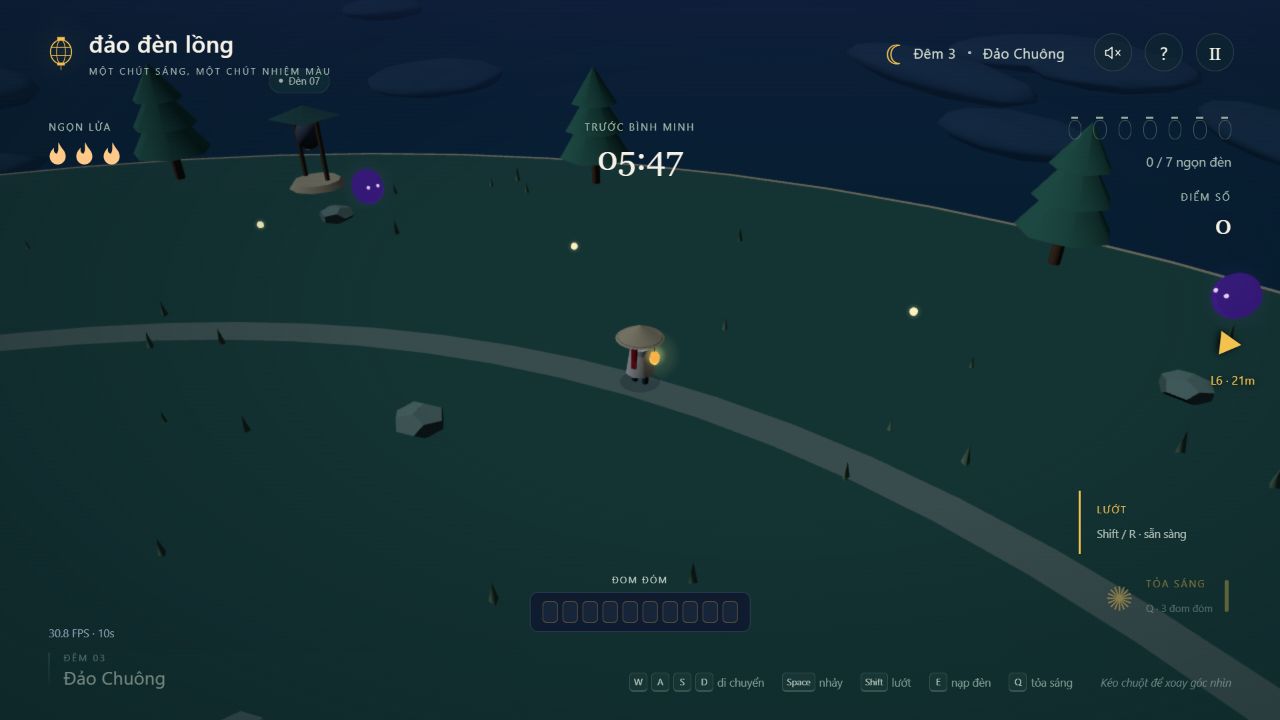 đảo đèn lồng
MỘT CHÚT SÁNG, MỘT CHÚT NHIỆM MÀU
Đèn 07
Đêm 3 • Đảo Chuông
?
II
NGỌN LỬA
TRƯỚC BÌNH MINH
05:47
0 / 7 ngọn đèn
ĐIỂM SỐ
0
L6 · 21m
LƯỚT
Shift / R · sẵn sàng
TỎA SÁNG
Q · 3 đom đóm
ĐOM ĐÓM
30.8 FPS · 10s
ĐÊM 03
Đảo Chuông
W A S D di chuyển Space nhảy Shift lướt E nạp đèn Q tỏa sáng Kéo chuột để xoay góc nhìn